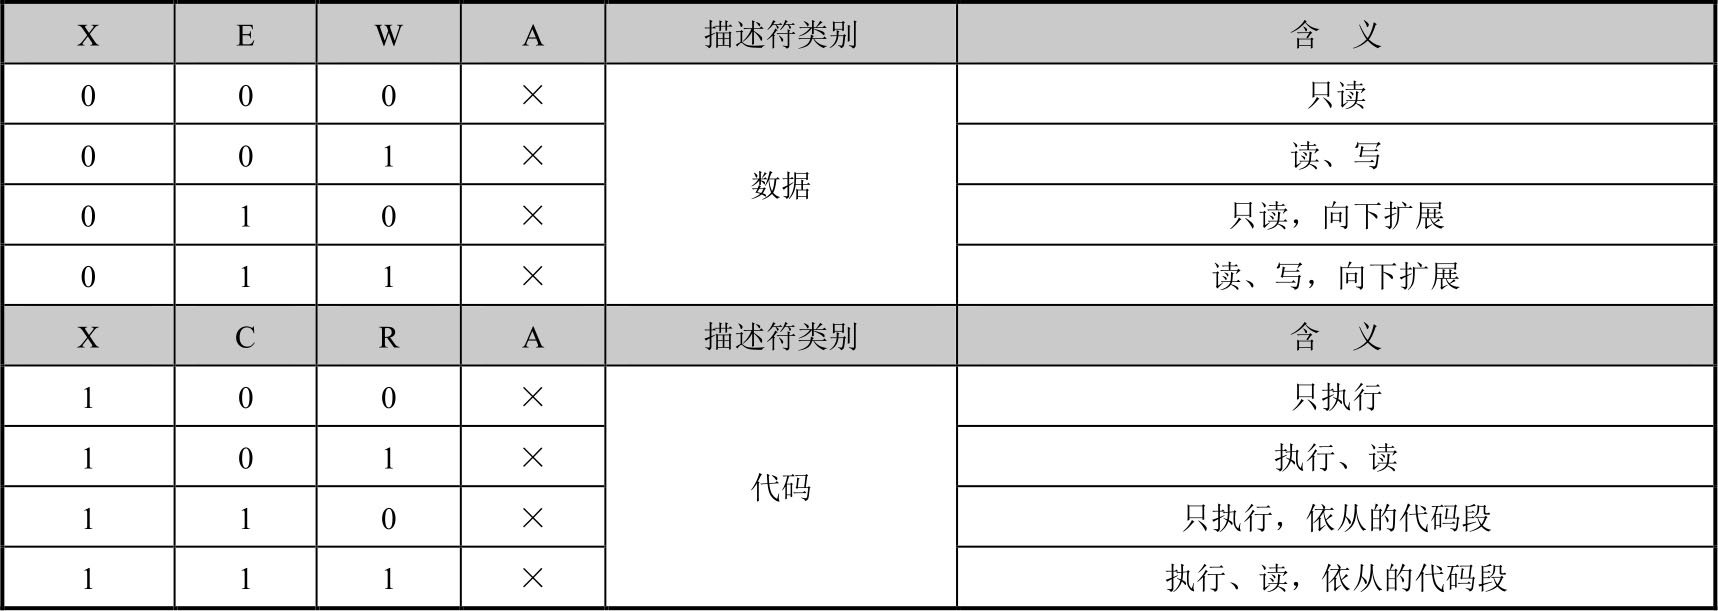 X E W A 描述符类别 含 义
0 0 0 × 数据 只读
0 0 1 × 读、写
0 1 0 × 只读，向下扩展
0 1 1 × 读、写，向下扩展
X C R A 描述符类别 含 义
1 0 0 × 代码 只执行
1 0 1 × 执行、读
1 1 0 × 只执行，依从的代码段
1 1 1 × 执行、读，依从的代码段